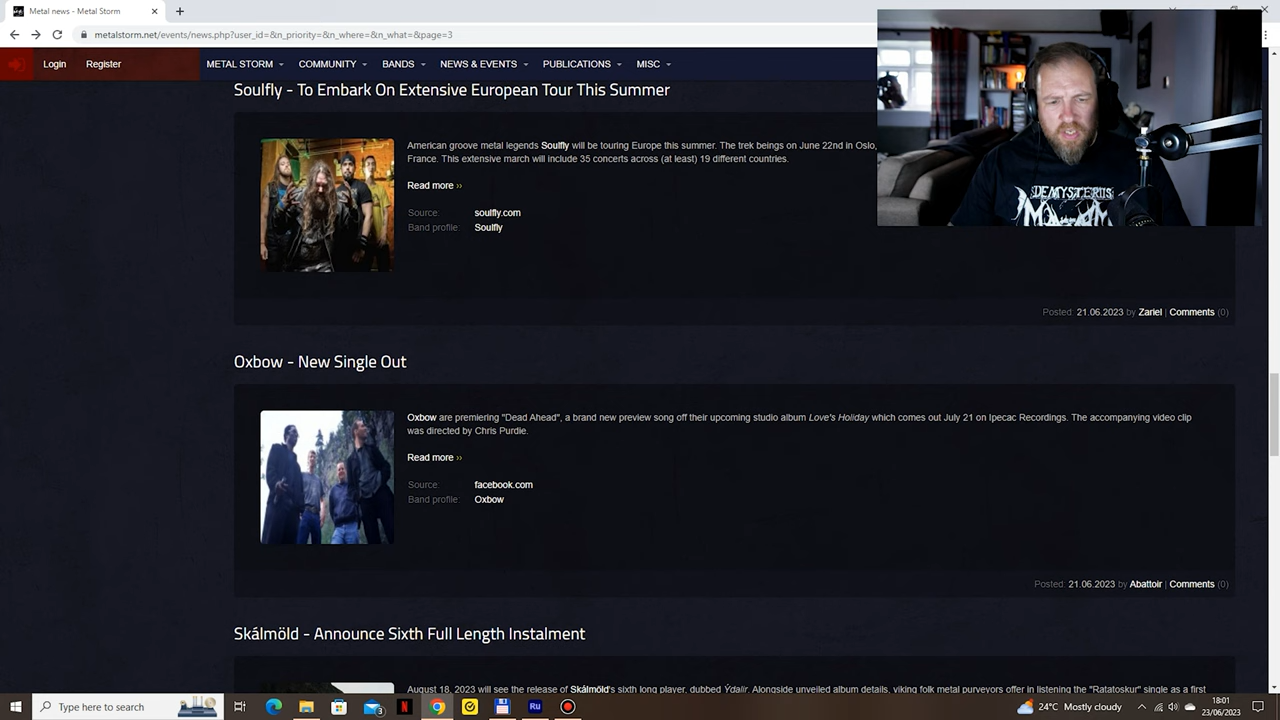 Metal news - Metal Storm
metalstorm.net/events/news.php?user_id=&n_priority=&n_where=&n_what=&page=3
Login Register METAL STORM COMMUNITY BANDS NEWS & EVENTS PUBLICATIONS MISC
Soulfly - To Embark On Extensive European Tour This Summer
American groove metal legends Soulfly will be touring Europe this summer. The trek beings on June 22nd in Oslo,
France. This extensive march will include 35 concerts across (at least) 19 different countries.
Read more ››
Source: soulfly.com
Band profile: Soulfly
Posted: 21.06.2023 by Zariel | Comments (0)
Oxbow - New Single Out
Oxbow are premiering "Dead Ahead", a brand new preview song off their upcoming studio album Love's Holiday which comes out July 21 on Ipecac Recordings. The accompanying video clip
was directed by Chris Purdie.
Read more ››
Source: facebook.com
Band profile: Oxbow
Posted: 21.06.2023 by Abattoir | Comments (0)
Skálmöld - Announce Sixth Full Length Instalment
August 18, 2023 will see the release of Skálmöld's sixth long player, dubbed Ýdalir. Alongside unveiled album details, viking folk metal purveyors offer in listening the "Ratatoskur" single as a first
DE MYSTERIIS
Type here to search
3
N
Ru
24°C Mostly cloudy
18:01
23/06/2023